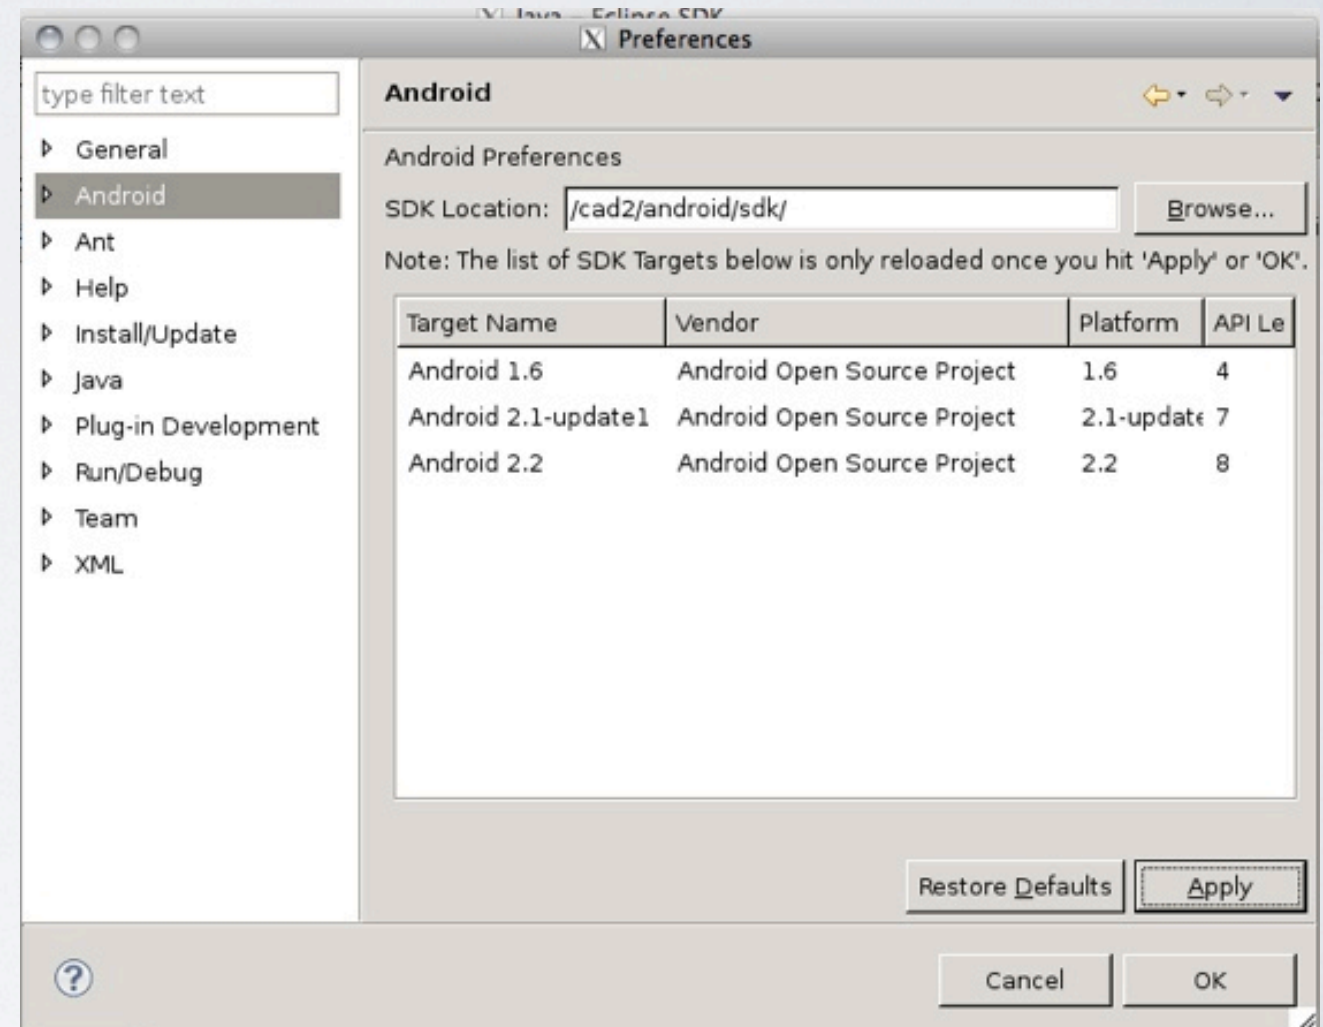 Java - Eclipse SDK
X Preferences
type filter text
General
Android
Ant
Help
Install/Update
Java
Plug-in Development
Run/Debug
Team
XML
Android
Android Preferences
SDK Location: /cad2/android/sdk/ Browse...
Note: The list of SDK Targets below is only reloaded once you hit 'Apply' or 'OK'.
Target Name Vendor Platform API Le
Android 1.6 Android Open Source Project 1.6 4
Android 2.1-update1 Android Open Source Project 2.1-update 7
Android 2.2 Android Open Source Project 2.2 8
Restore Defaults Apply
? Cancel OK